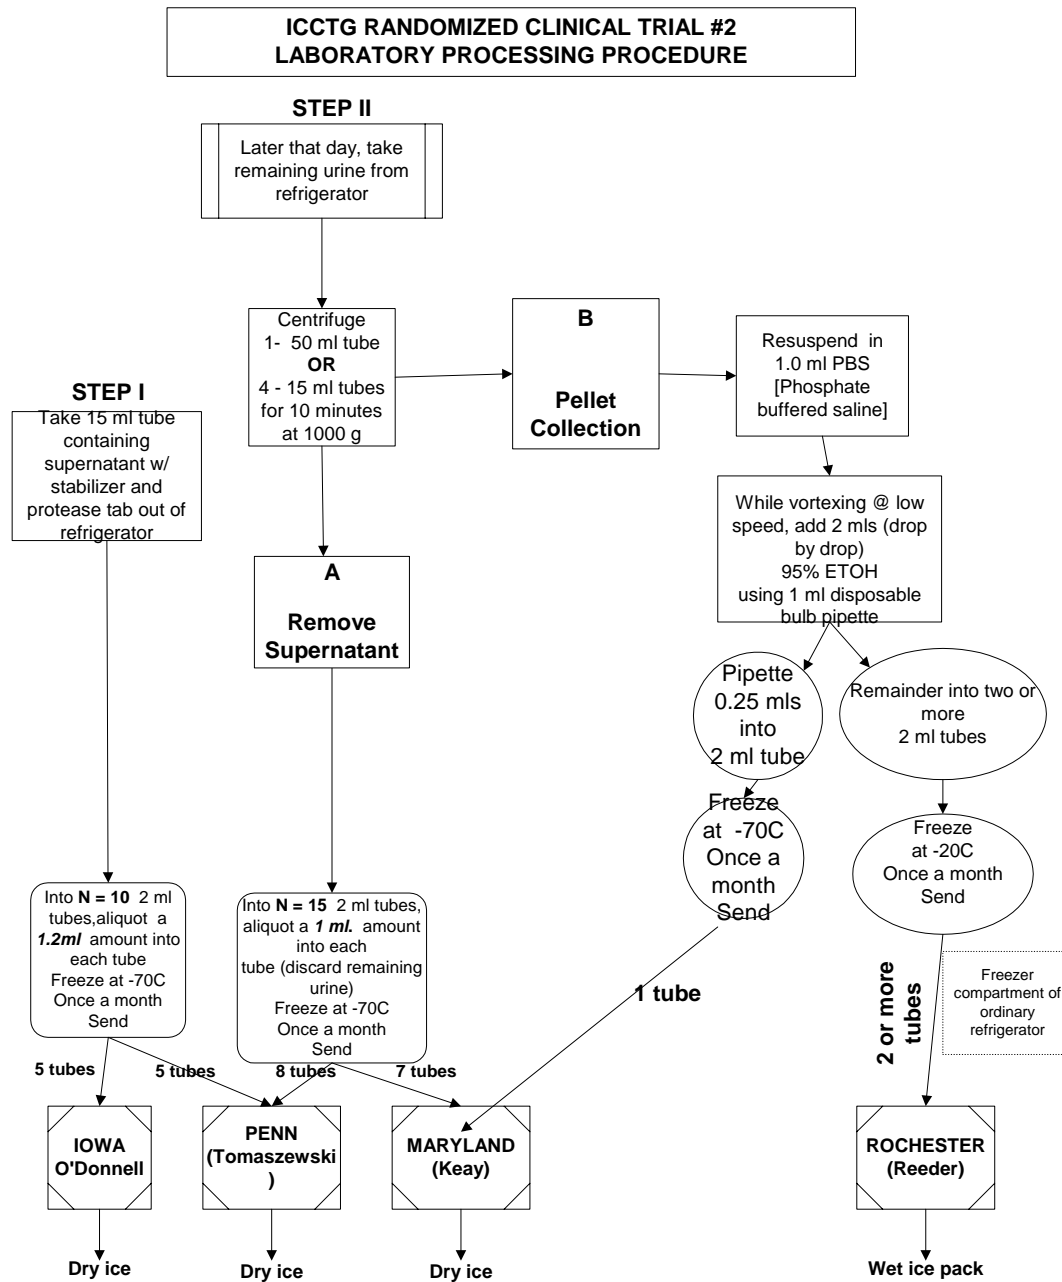 ICCTG RANDOMIZED CLINICAL TRIAL #2
LABORATORY PROCESSING PROCEDURE
STEP II
Later that day, take
remaining urine from
refrigerator
Centrifuge
1- 50 ml tube
OR
4 - 15 ml tubes
for 10 minutes
at 1000 g
B
Pellet
Collection
Resuspend in
1.0 ml PBS
[Phosphate
buffered saline]
STEP I
Take 15 ml tube
containing
supernatant w/
stabilizer and
protease tab out of
refrigerator
While vortexing @ low
speed, add 2 mls (drop
by drop)
95% ETOH
using 1 ml disposable
bulb pipette
A
Remove
Supernatant
Pipette
0.25 mls
into
2 ml tube
Remainder into two or
more
2 ml tubes
Freeze
at -70C
Once a
month
Send
Freeze
at -20C
Once a month
Send
Into N = 10 2 ml
tubes,aliquot a
1.2ml amount into
each tube
Freeze at -70C
Once a month
Send
Into N = 15 2 ml tubes,
aliquot a 1 ml. amount
into each
tube (discard remaining
urine)
Freeze at -70C
Once a month
Send
1 tube
2 or more
tubes
Freezer
compartment of
ordinary
refrigerator
5 tubes
5 tubes
8 tubes
7 tubes
IOWA
O'Donnell
PENN
(Tomaszewski
)
MARYLAND
(Keay)
ROCHESTER
(Reeder)
Dry ice
Dry ice
Dry ice
Wet ice pack